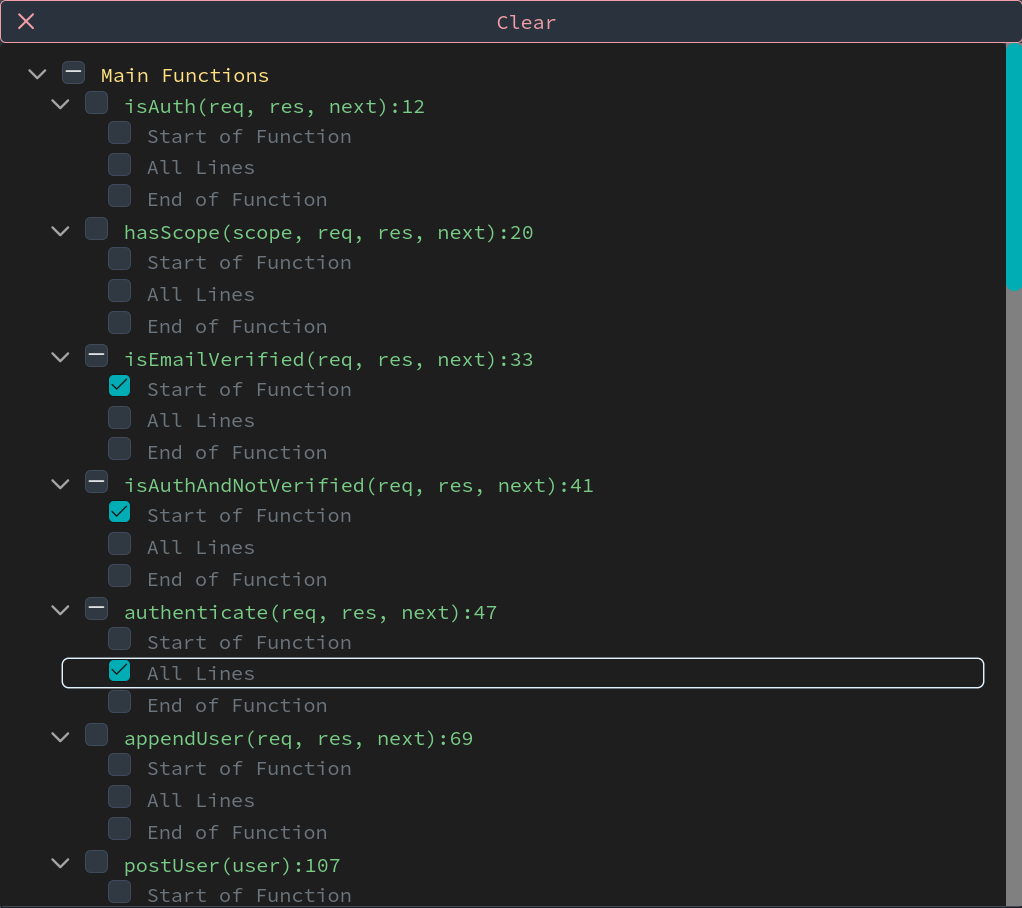 Clear
Main Functions
isAuth(req, res, next):12
Start of Function
All Lines
End of Function
hasScope(scope, req, res, next):20
Start of Function
All Lines
End of Function
isEmailVerified(req, res, next):33
Start of Function
All Lines
End of Function
isAuthAndNotVerified(req, res, next):41
Start of Function
All Lines
End of Function
authenticate(req, res, next):47
Start of Function
All Lines
End of Function
appendUser(req, res, next):69
Start of Function
All Lines
End of Function
postUser(user):107
Start of Function